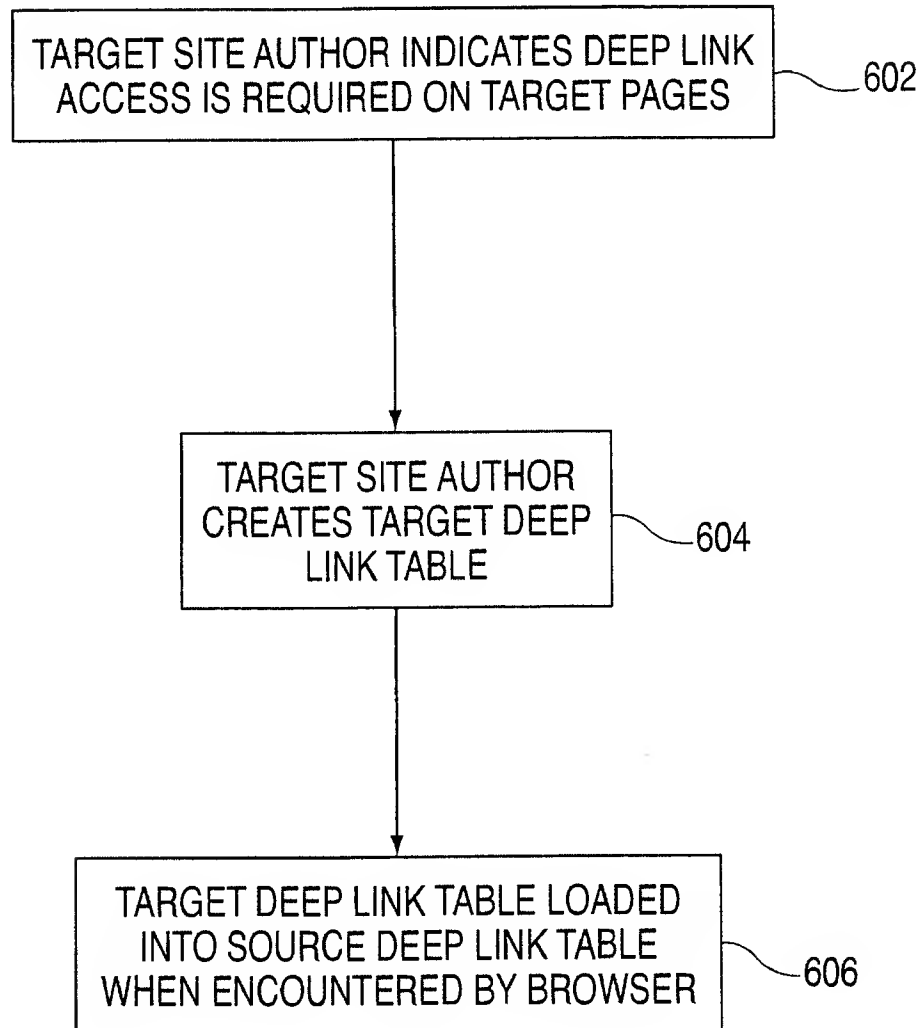 TARGET SITE AUTHOR INDICATES DEEP LINK
ACCESS IS REQUIRED ON TARGET PAGES
602
TARGET SITE AUTHOR
CREATES TARGET DEEP
LINK TABLE
604
TARGET DEEP LINK TABLE LOADED
INTO SOURCE DEEP LINK TABLE
WHEN ENCOUNTERED BY BROWSER
606